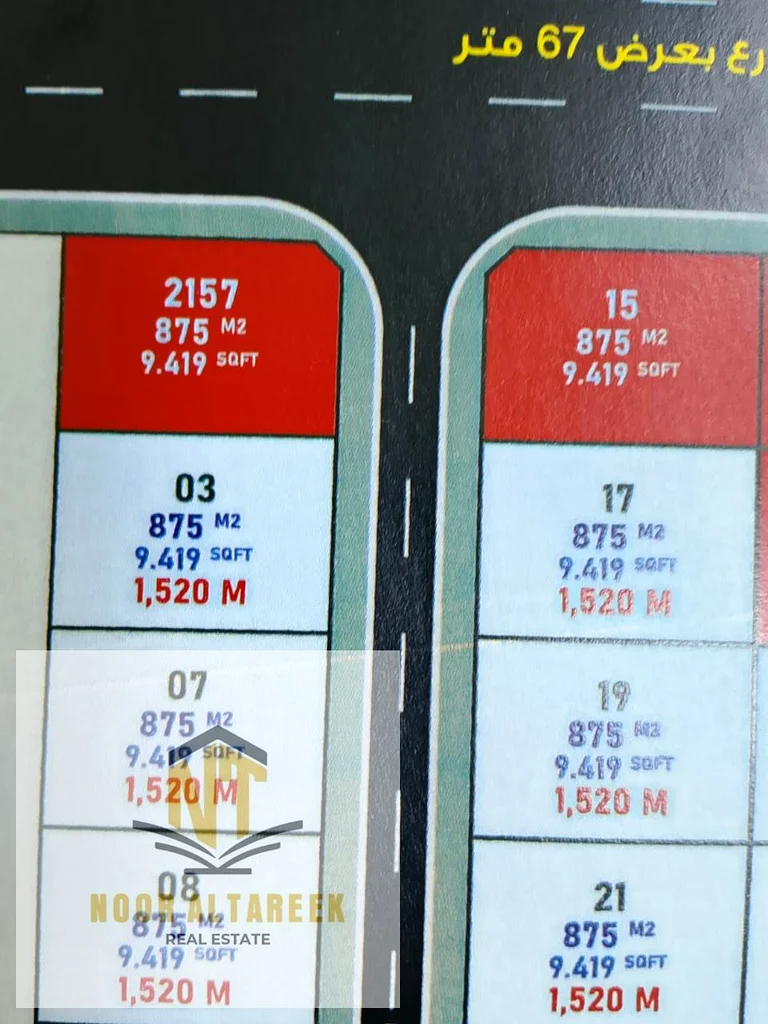 رع بعرض 67 متر
2157
875 M2
9.419 SQFT
03
875 M2
9.419 SQFT
1,520 M
07
875 M2
9.419 SQFT
1,520 M
08
875 M2
9.419 SQFT
1,520 M
NT
NOOR ALTAREEK
REAL ESTATE
15
875 M2
9.419 SQFT
17
875 M2
9.419 SQFT
1,520 M
19
875 M2
9.419 SQFT
1,520 M
21
875 M2
9.419 SQFT
1,520 M